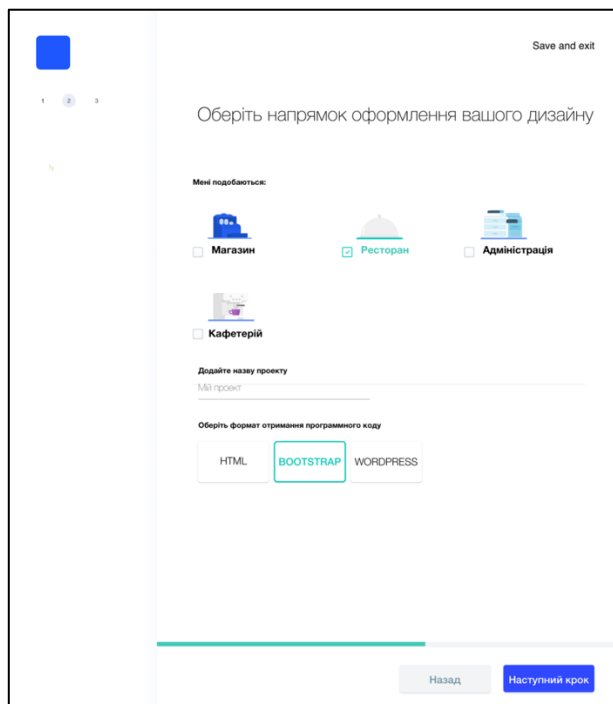 Save and exit
1 2 3
Оберіть напрямок оформлення вашого дизайну
Мені подобаються:
Магазин Ресторан Адміністрація
Кафетерій
Додайте назву проекту
Мій проект
Оберіть формат отримання программного коду
HTML BOOTSTRAP WORDPRESS
Назад Наступний крок